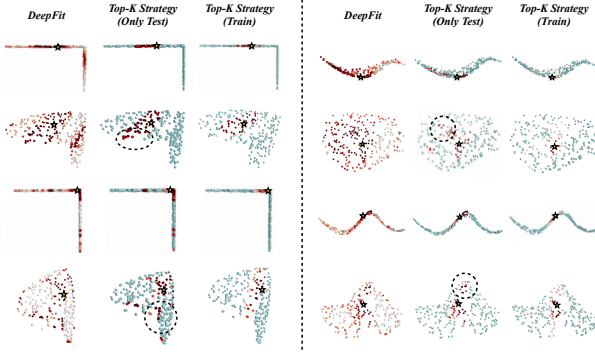 DeepFit
Top-K Strategy
(Only Test)
Top-K Strategy
(Train)
DeepFit
Top-K Strategy
(Only Test)
Top-K Strategy
(Train)